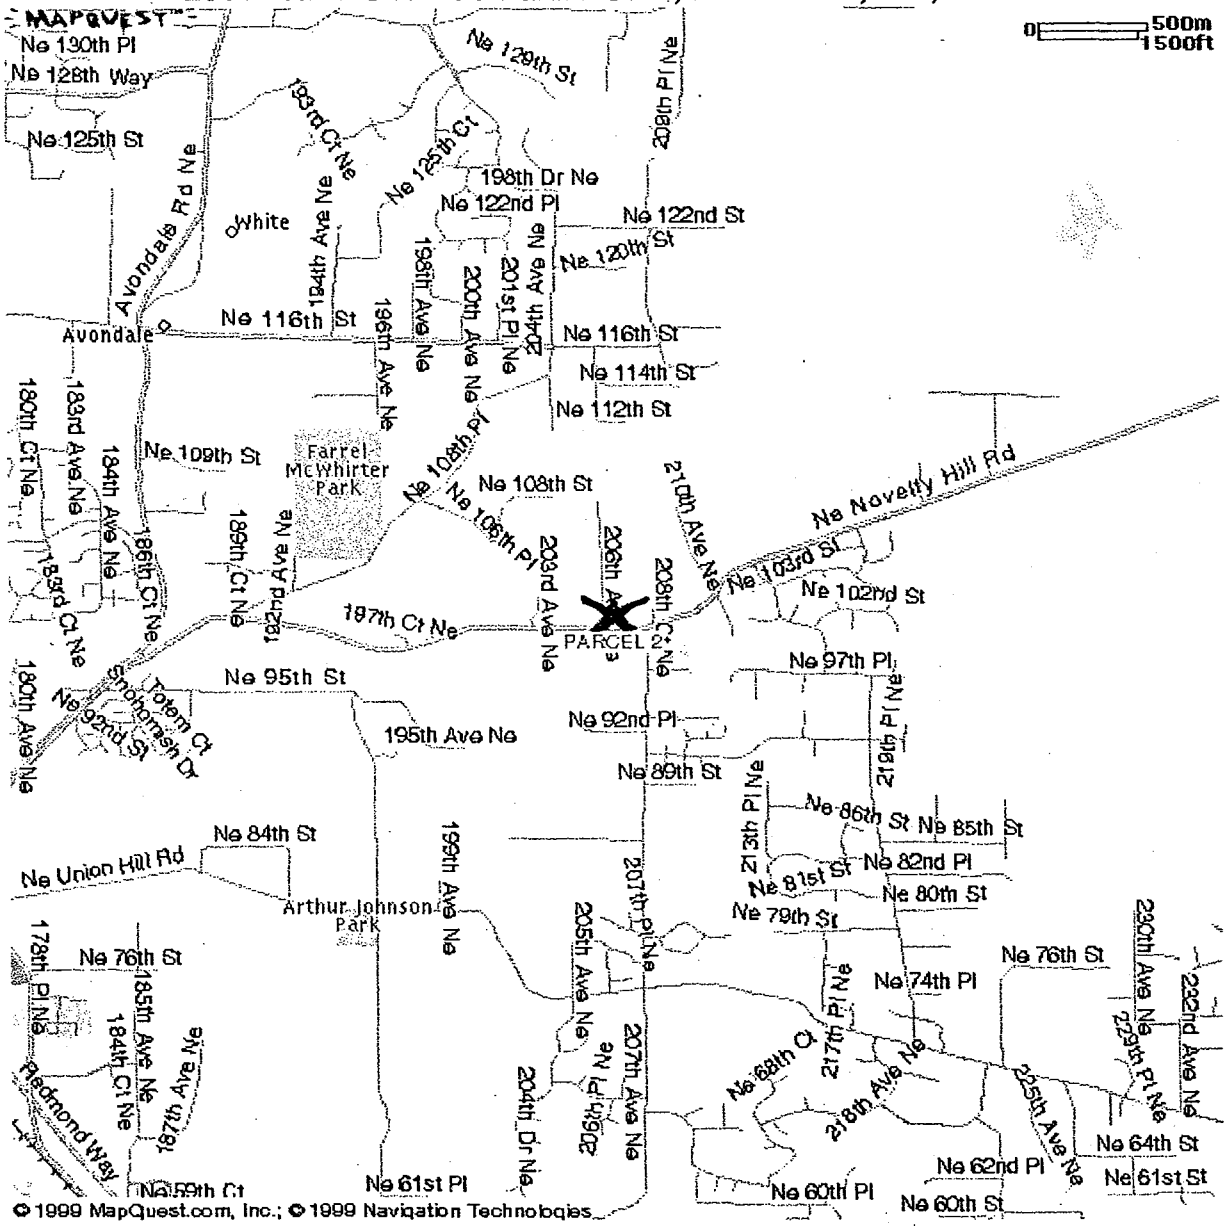 MAPQUEST
0 500m
1500ft
Ne 130th Pl
Ne 128th Way
Ne 129th St
209th Pl Ne
193rd Ct Ne
Ne 125th St
Ne 125th Ct
198th Dr Ne
Ne 122nd Pl
Ne 122nd St
Avondale Rd Ne
White
194th Ave Ne
Ne 120th St
198th Ave Ne
200th Ave Ne
201st Pl Ne
204th Ave Ne
Ne 116th St
Ne 116th St
Avondale
196th Ave Ne
Ne 114th St
Ne 112th St
180th Ct Ne
183rd Ave Ne
184th Ave Ne
Ne 109th St
Farrel
McWhirter
Park
Ne 108th Pl
Ne 108th St
Ne 106th Pl
210th Ave Ne
Ne Novelty Hill Rd
186th Ct Ne
189th Ct Ne
192nd Ave Ne
183rd Ct Ne
203rd Ave Ne
206th
208th Ct Ne
Ne 103rd St
Ne 102nd St
197th Ct Ne
PARCEL 2
Ne 97th Pl
180th Ave Ne
Ne 95th St
Totem Ct
Snohomish Dr
Ne 92nd St
195th Ave Ne
Ne 92nd Pl
Ne 89th St
219th Pl Ne
213th Pl Ne
Ne 86th St
Ne 85th St
Ne 84th St
Ne Union Hill Rd
199th Ave Ne
Ne 82nd Pl
Ne 81st St
Ne 80th St
207th Pl Ne
Ne 79th St
Arthur Johnson
Park
178th Pl Ne
Ne 76th St
185th Ave Ne
205th Ave Ne
Ne 76th St
230th Ave Ne
232nd Ave Ne
Ne 74th Pl
217th Pl Ne
184th Ct Ne
187th Ave Ne
207th Ave Ne
206th Pl Ne
204th Dr Ne
Ne 68th Ct
218th Ave Ne
225th Ave Ne
229th Pl Ne
Redmond Way
Ne 64th St
Ne 62nd Pl
Ne 61st St
Ne 59th Ct
Ne 61st Pl
Ne 60th Pl
Ne 60th St
© 1999 MapQuest.com, Inc.; © 1999 Navigation Technologies